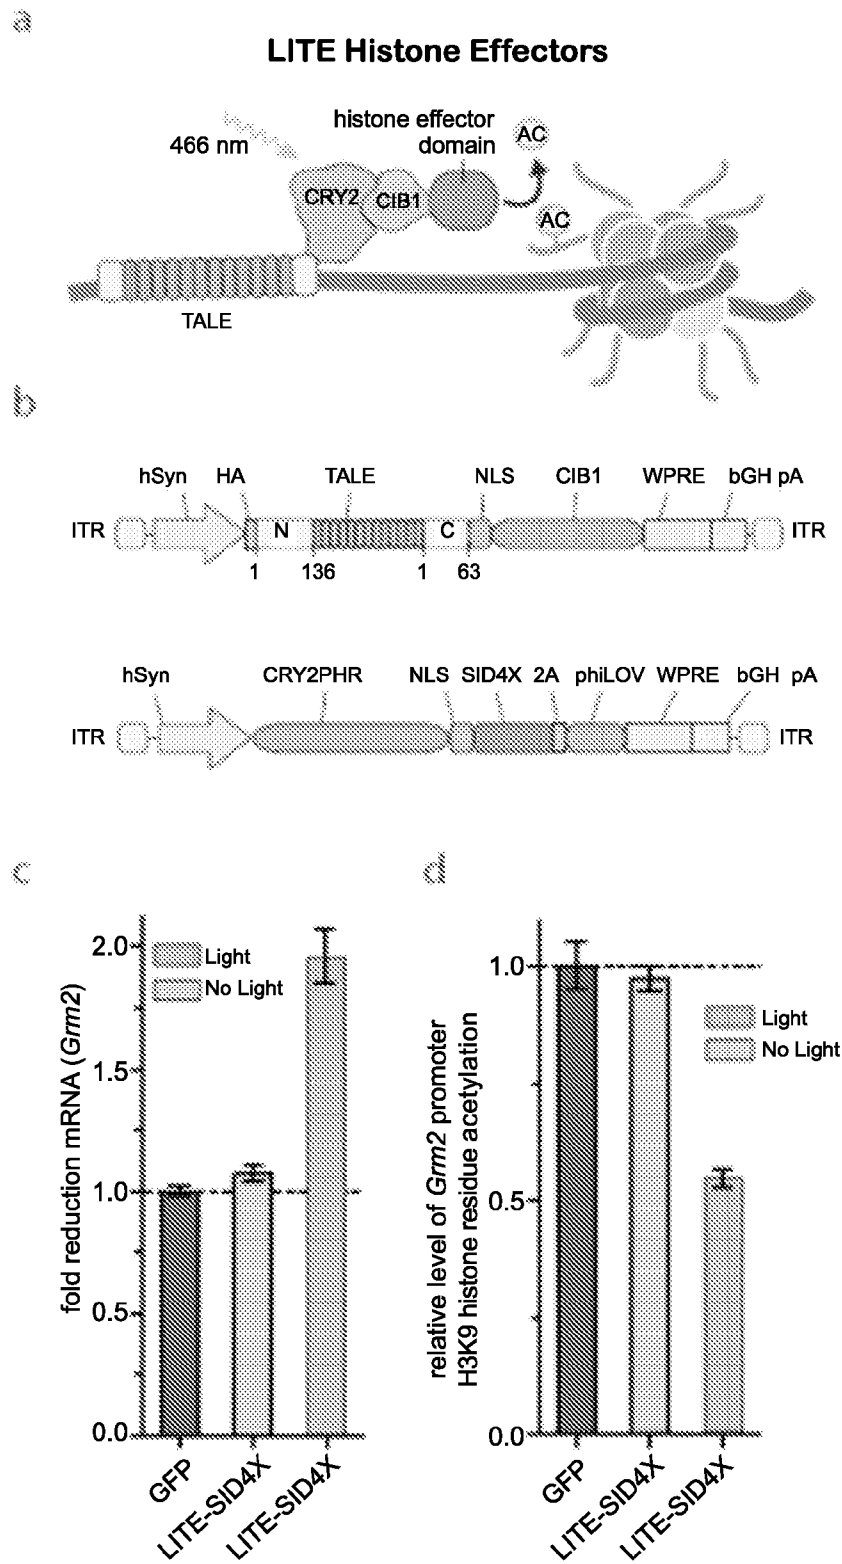 a
LITE Histone Effectors
466 nm
histone effector
domain
AC
CRY2
CIB1
AC
TALE
b
hSyn HA TALE NLS CIB1 WPRE bGH pA
ITR N C ITR
1 136 1 63
hSyn CRY2PHR NLS SID4X 2A phiLOV WPRE bGH pA
ITR ITR
c
fold reduction mRNA (Grm2)
2.0
1.5
1.0
0.5
0.0
Light
No Light
GFP
LITE-SID4X
LITE-SID4X
d
relative level of Grm2 promoter
H3K9 histone residue acetylation
1.0
0.5
0.0
Light
No Light
GFP
LITE-SID4X
LITE-SID4X